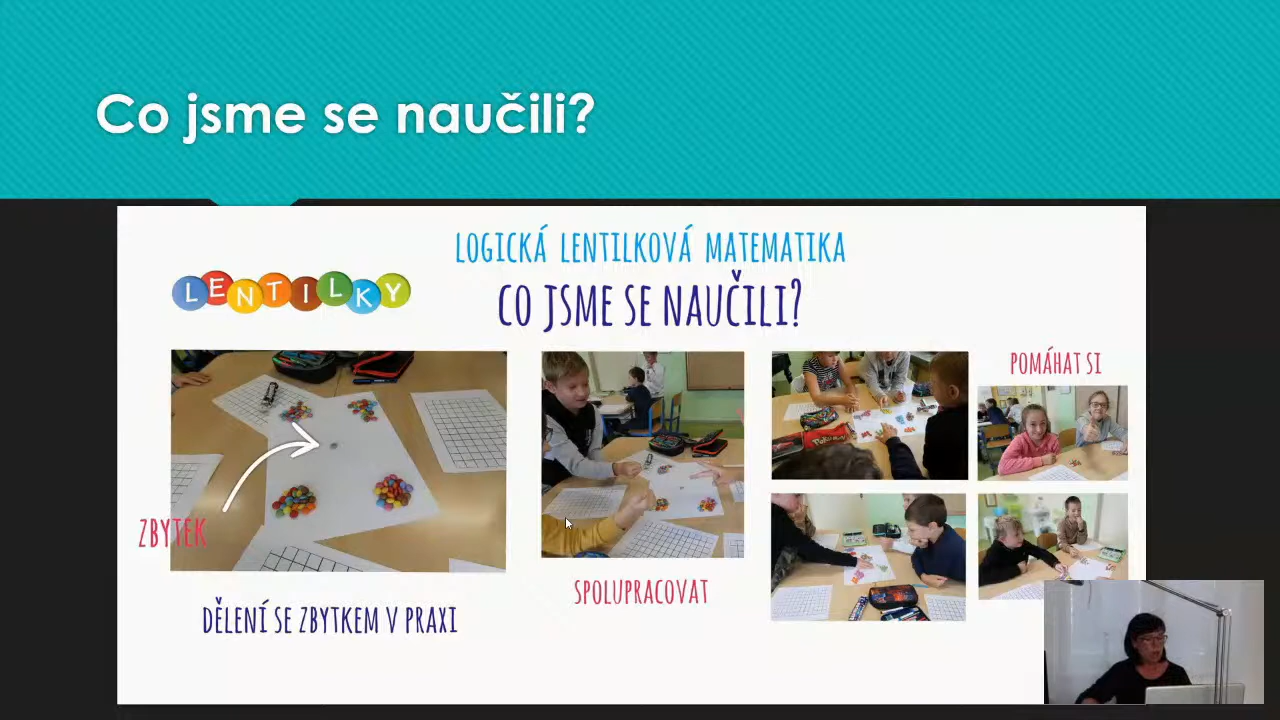 Co jsme se naučili?
LOGICKÁ LENTILKOVÁ MATEMATIKA
LENTILKY
CO JSME SE NAUČILI?
POMÁHAT SI
ZBYTEK
SPOLUPRACOVAT
DĚLENÍ SE ZBYTKEM V PRAXI